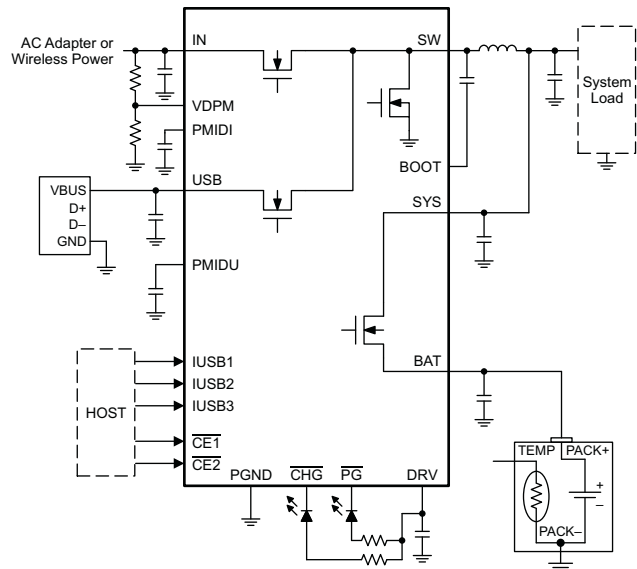 AC Adapter or
Wireless Power
IN
SW
System
Load
VDPM
PMIDI
BOOT
USB
SYS
VBUS
D+
D–
GND
PMIDU
BAT
HOST
IUSB1
IUSB2
IUSB3
CE1
CE2
PGND
CHG
PG
DRV
TEMP
PACK+
+
–
PACK–